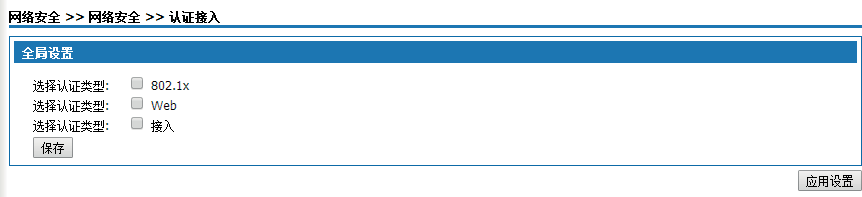 网络安全 >> 网络安全 >> 认证接入
全局设置
选择认证类型: 802.1x
选择认证类型: Web
选择认证类型: 接入
保存
应用设置